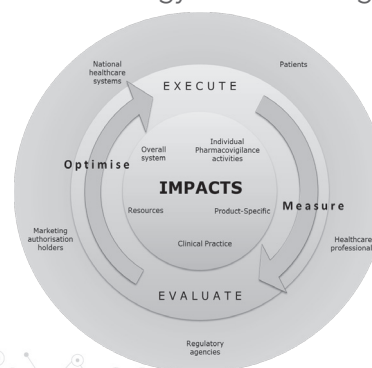 National
healthcare
systems
Patients
EXECUTE
Overall
system
Individual
Pharmacovigilance
activities
Optimise
IMPACTS
Resources
Product-Specific
Measure
Marketing
authorisation
holders
Clinical Practice
Healthcare
EVALUATE
Regulatory
agencies